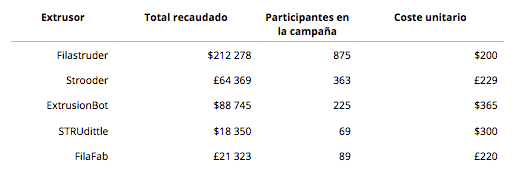 Extrusor Total recaudado Participantes en la campaña Coste unitario
Filastruder $212 278 875 $200
Strooder £64 369 363 £229
ExtrusionBot $88 745 225 $365
STRUdittle $18 350 69 $300
FilaFab £21 323 89 £220